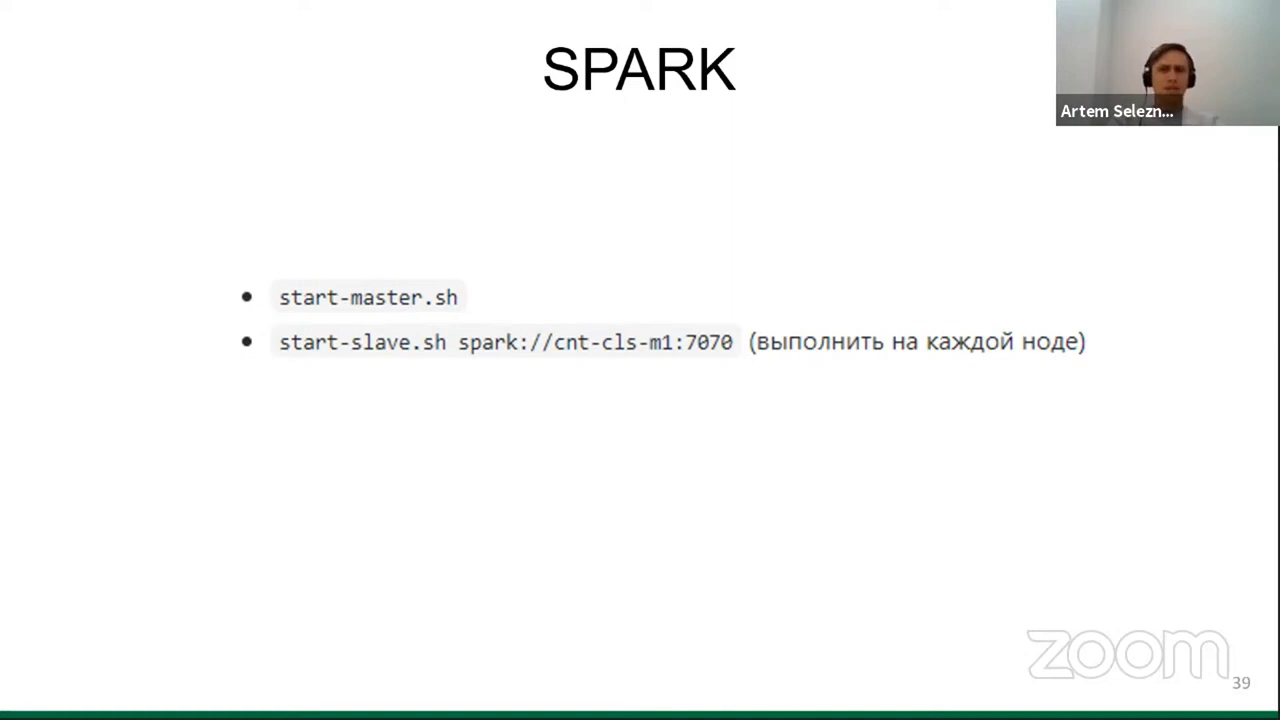 SPARK
Artem Selezn...
• start-master.sh
• start-slave.sh spark://cnt-cls-m1:7070 (выполнить на каждой ноде)
zoom
39